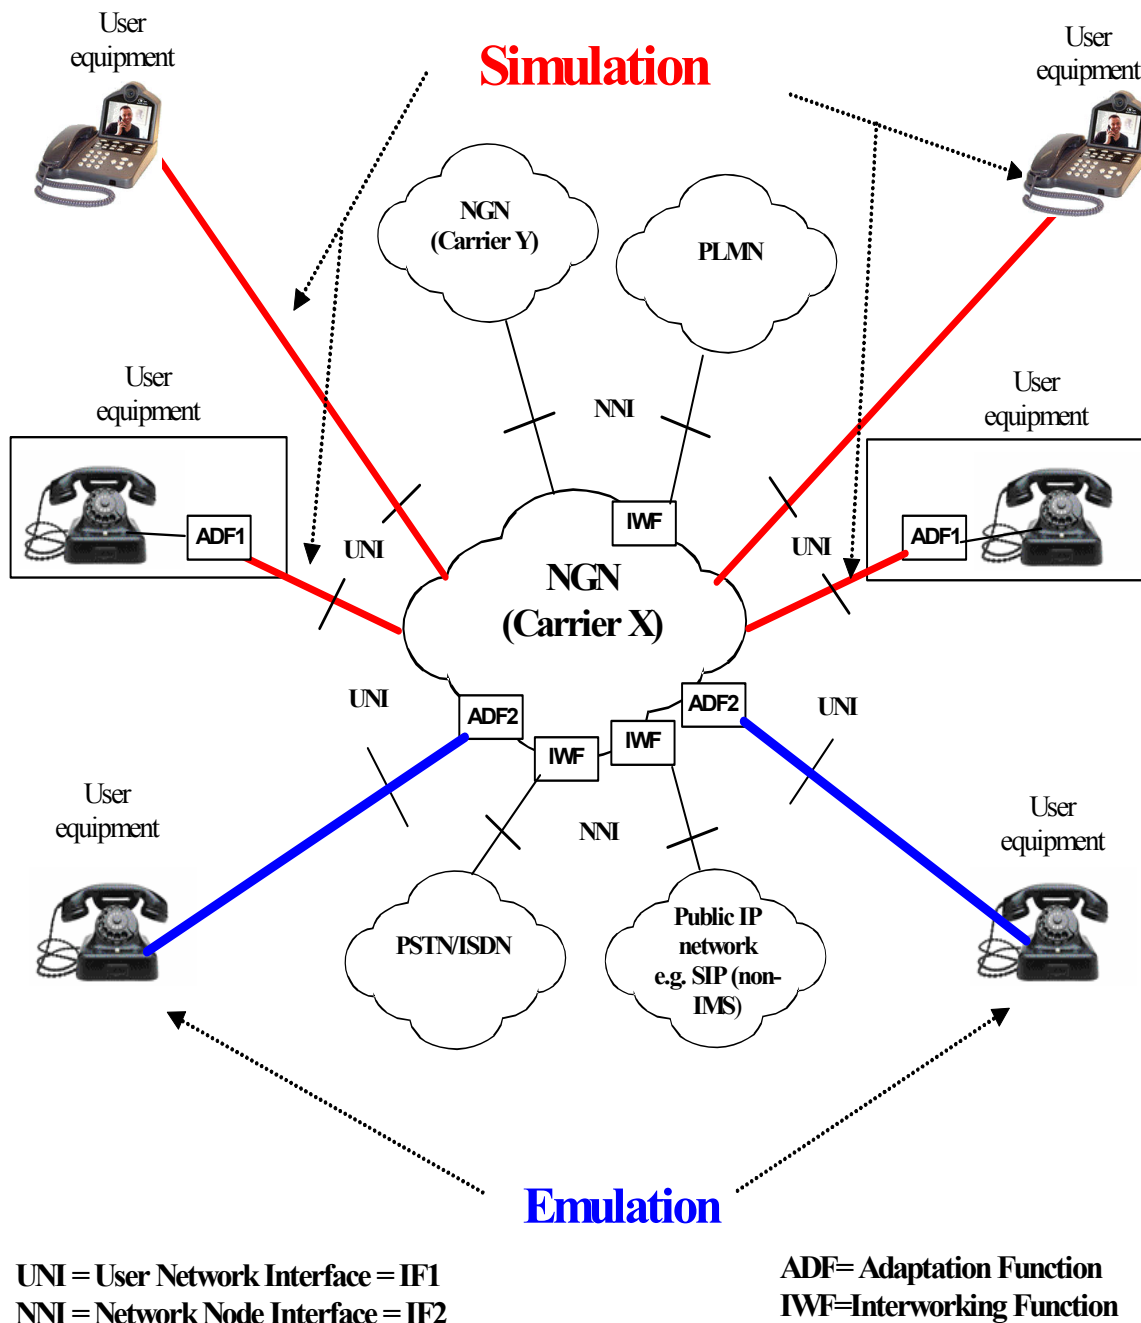 User
equipment
Simulation
User
equipment
NGN
(Carrier Y)
PLMN
User
equipment
NNI
User
equipment
ADF1
UNI
IWF
UNI
ADF1
NGN
(Carrier X)
UNI
ADF2
ADF2
UNI
IWF
IWF
User
equipment
NNI
User
equipment
PSTN/ISDN
Public IP
network
e.g. SIP (non-
IMS)
Emulation
UNI = User Network Interface = IF1
NNI = Network Node Interface = IF2
ADF= Adaptation Function
IWF=Interworking Function